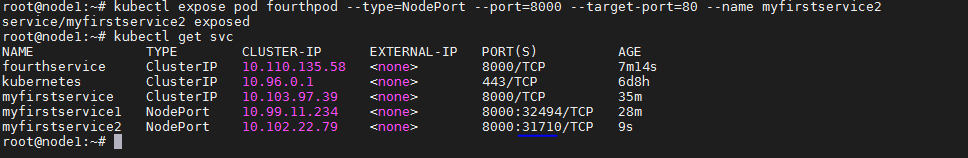 root@node1:~# kubectl expose pod fourthpod --type=NodePort --port=8000 --target-port=80 --name myfirstservice2
service/myfirstservice2 exposed
root@node1:~# kubectl get svc
NAME TYPE CLUSTER-IP EXTERNAL-IP PORT(S) AGE
fourthservice ClusterIP 10.110.135.58 <none> 8000/TCP 7m14s
kubernetes ClusterIP 10.96.0.1 <none> 443/TCP 6d8h
myfirstservice ClusterIP 10.103.97.39 <none> 8000/TCP 35m
myfirstservice1 NodePort 10.99.11.234 <none> 8000:32494/TCP 28m
myfirstservice2 NodePort 10.102.22.79 <none> 8000:31710/TCP 9s
root@node1:~#